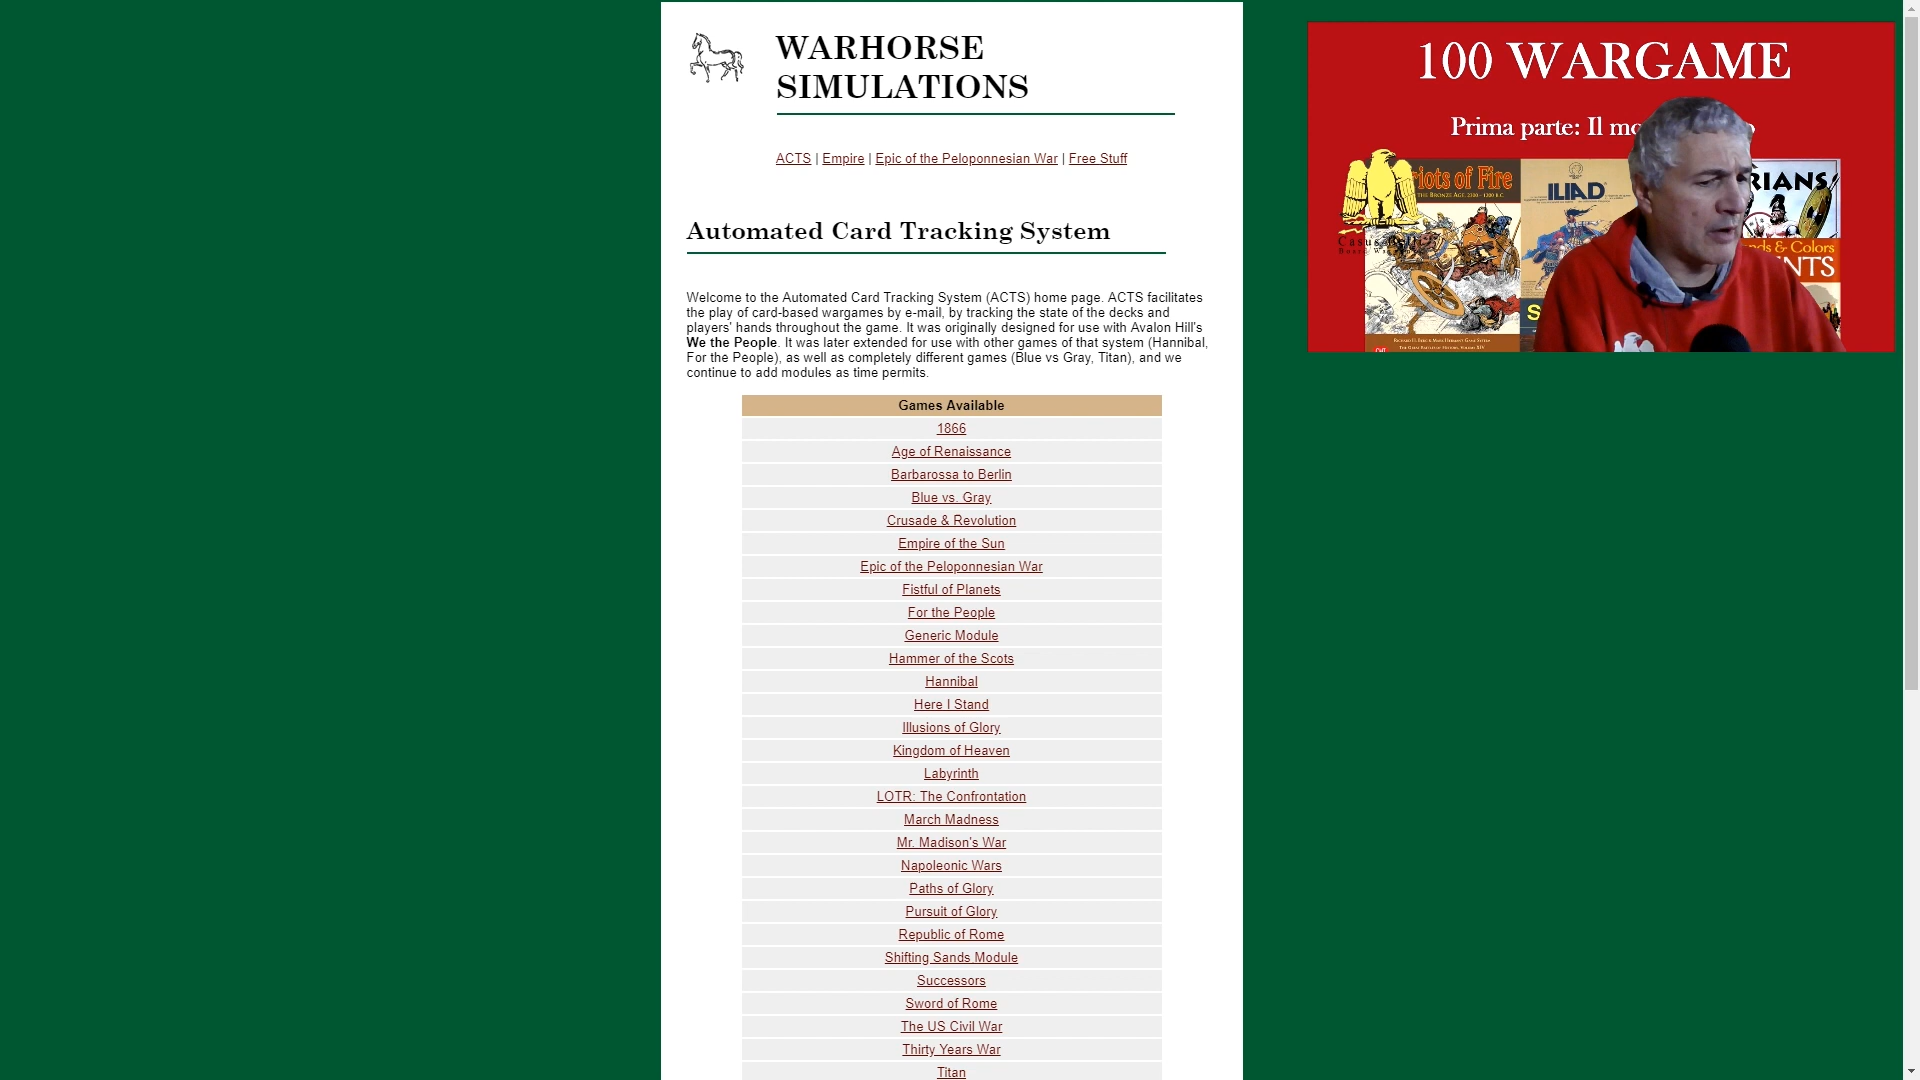 WARHORSE
SIMULATIONS
ACTS | Empire | Epic of the Peloponnesian War | Free Stuff
Automated Card Tracking System
Welcome to the Automated Card Tracking System (ACTS) home page. ACTS facilitates
the play of card-based wargames by e-mail, by tracking the state of the decks and
players' hands throughout the game. It was originally designed for use with Avalon Hill's
We the People. It was later extended for use with other games of that system (Hannibal,
For the People), as well as completely different games (Blue vs Gray, Titan), and we
continue to add modules as time permits.
Games Available
1866
Age of Renaissance
Barbarossa to Berlin
Blue vs. Gray
Crusade & Revolution
Empire of the Sun
Epic of the Peloponnesian War
Fistful of Planets
For the People
Generic Module
Hammer of the Scots
Hannibal
Here I Stand
Illusions of Glory
Kingdom of Heaven
Labyrinth
LOTR: The Confrontation
March Madness
Mr. Madison's War
Napoleonic Wars
Paths of Glory
Pursuit of Glory
Republic of Rome
Shifting Sands Module
Successors
Sword of Rome
The US Civil War
Thirty Years War
Titan
100 WARGAME
Prima parte: Il
iots of Fire
THE BRONZE AGE
ILIAD
RIANS
& Colors